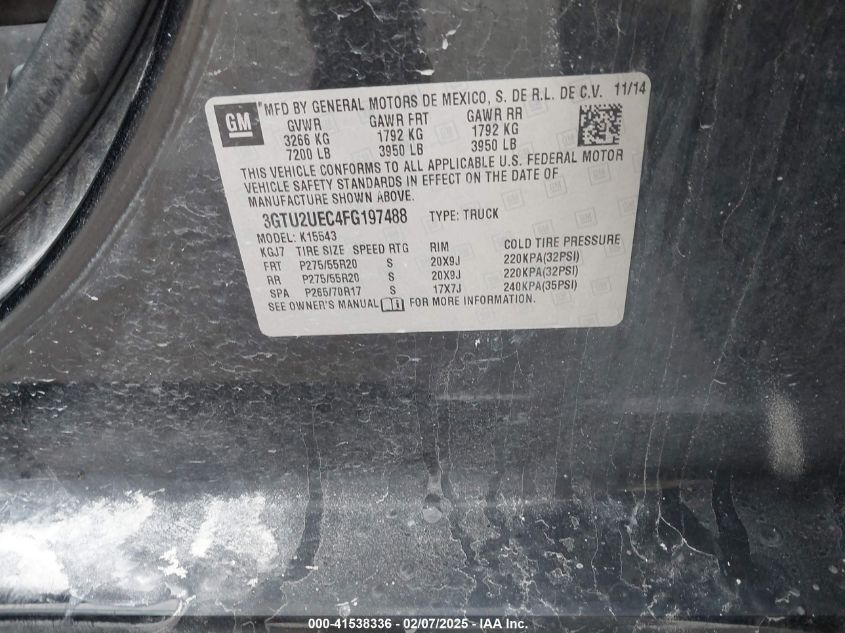 GM
MFD BY GENERAL MOTORS DE MEXICO, S. DE R.L. DE C.V. 11/14
GVWR GAWR FRT GAWR RR
3266 KG 1792 KG 1792 KG
7200 LB 3950 LB 3950 LB
THIS VEHICLE CONFORMS TO ALL APPLICABLE U.S. FEDERAL MOTOR
VEHICLE SAFETY STANDARDS IN EFFECT ON THE DATE OF
MANUFACTURE SHOWN ABOVE.
3GTU2UEC4FG197488 TYPE: TRUCK
MODEL: K15543
KGJ7 TIRE SIZE SPEED RTG RIM COLD TIRE PRESSURE
FRT P275/55R20 S 20X9J 220KPA(32PSI)
RR P275/55R20 S 20X9J 220KPA(32PSI)
SPA P265/70R17 S 17X7J 240KPA(35PSI)
SEE OWNER'S MANUAL FOR MORE INFORMATION.
000-41538336 - 02/07/2025 - IAA Inc.